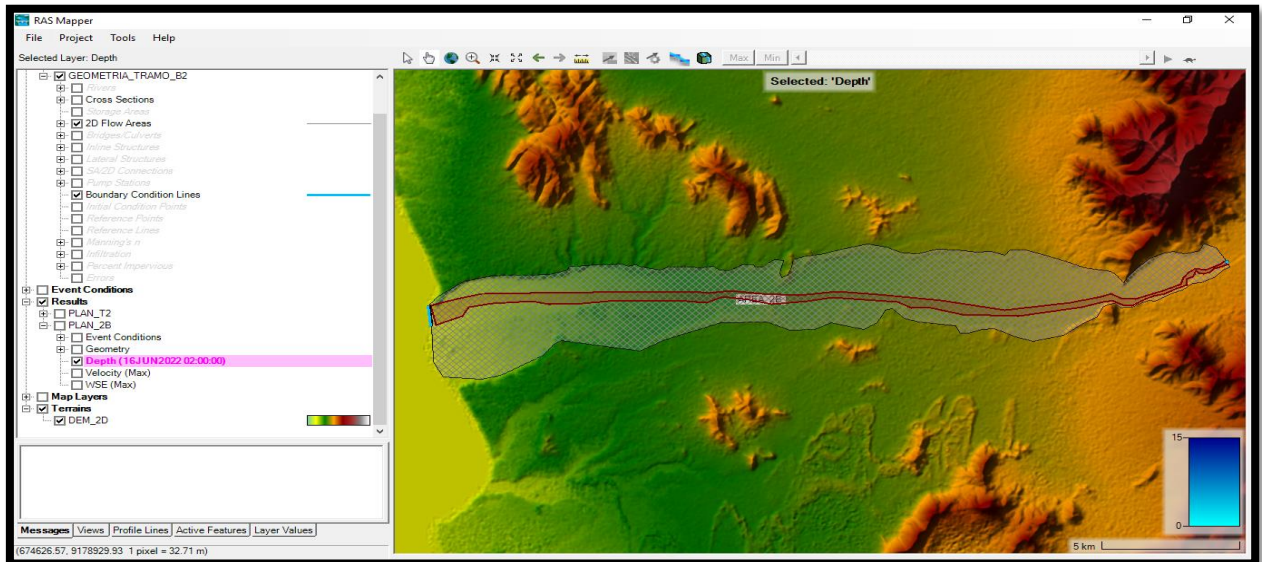 RAS Mapper
File Project Tools Help
Selected Layer: Depth
Max Min
GEOMETRIA_TRAMO_B2
Rivers
Cross Sections
Storage Areas
2D Flow Areas
Bridges/Culverts
Inline Structures
Lateral Structures
SA/2D Connections
Pump Stations
Boundary Condition Lines
Initial Condition Points
Reference Points
Reference Lines
Manning's n
Infiltration
Percent Impervious
Errors
Event Conditions
Results
PLAN_T2
PLAN_2B
Event Conditions
Geometry
Depth (16JUN2022 02:00:00)
Velocity (Max)
WSE (Max)
Map Layers
Terrains
DEM_2D
Messages Views Profile Lines Active Features Layer Values
(674626.57, 9178929.93 1 pixel = 32.71 m)
Selected: 'Depth'
15
0
5 km